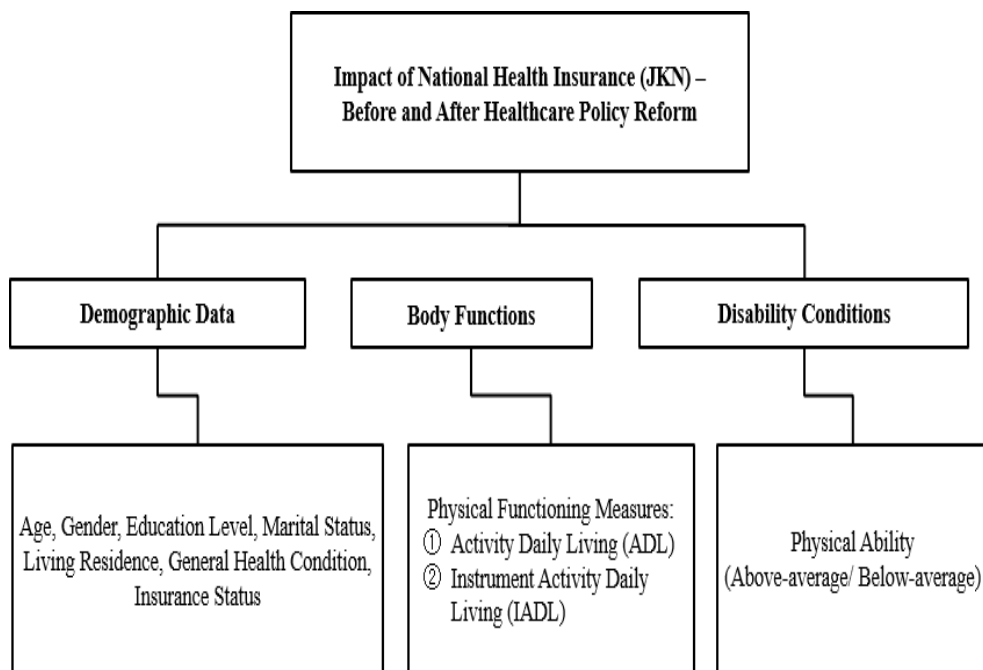 Impact of National Health Insurance (JKN) –
Before and After Healthcare Policy Reform
Demographic Data
Body Functions
Disability Conditions
Age, Gender, Education Level, Marital Status,
Living Residence, General Health Condition,
Insurance Status
Physical Functioning Measures:
① Activity Daily Living (ADL)
② Instrument Activity Daily
Living (IADL)
Physical Ability
(Above-average/ Below-average)